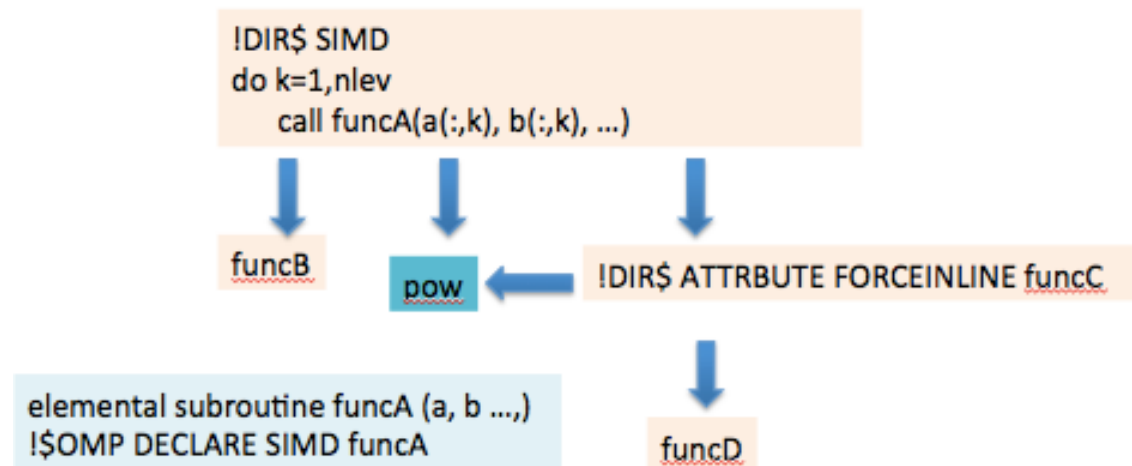 !DIR$ SIMD
do k=1,nlev
call funcA(a(:,k), b(:,k), ...)
funcB
pow
!DIR$ ATTRBUTE FORCEINLINE funcC
elemental subroutine funcA (a, b ...,)
!$OMP DECLARE SIMD funcA
funcD